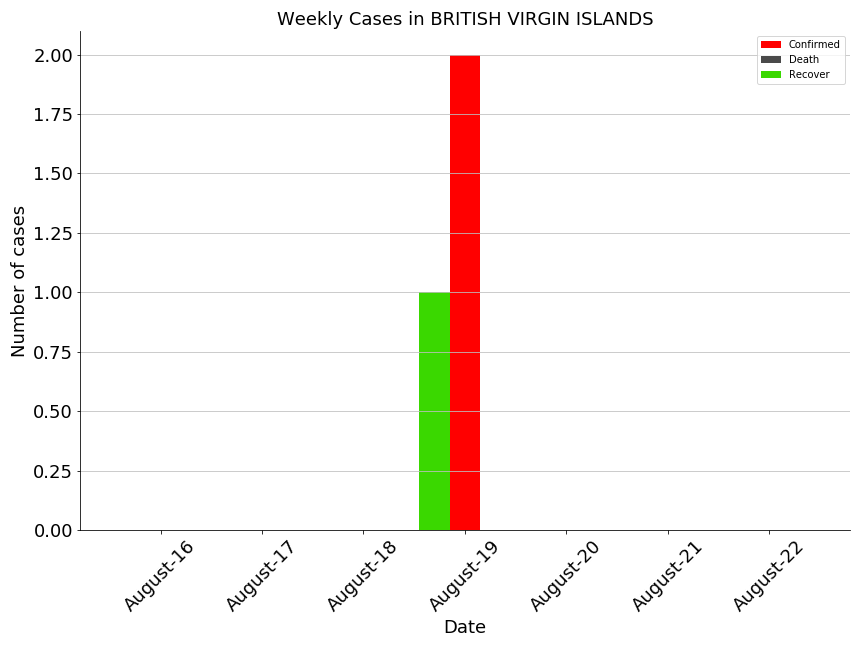 Weekly Cases in BRITISH VIRGIN ISLANDS
Confirmed
Death
Recover
2.00
1.75
1.50
1.25
1.00
0.75
0.50
0.25
0.00
Number of cases
August-16
August-17
August-18
August-19
August-20
August-21
August-22
Date